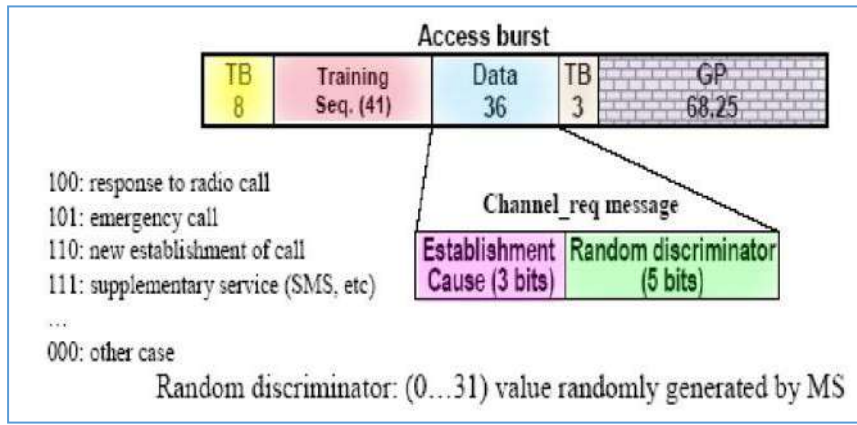 Access burst
TB Training Data TB GP
8 Seq. (41) 36 3 68.25
100: response to radio call
101: emergency call
110: new establishment of call
111: supplementary service (SMS, etc)
...
000: other case
Channel_req message
Establishment Random discriminator
Cause (3 bits) (5 bits)
Random discriminator: (0...31) value randomly generated by MS